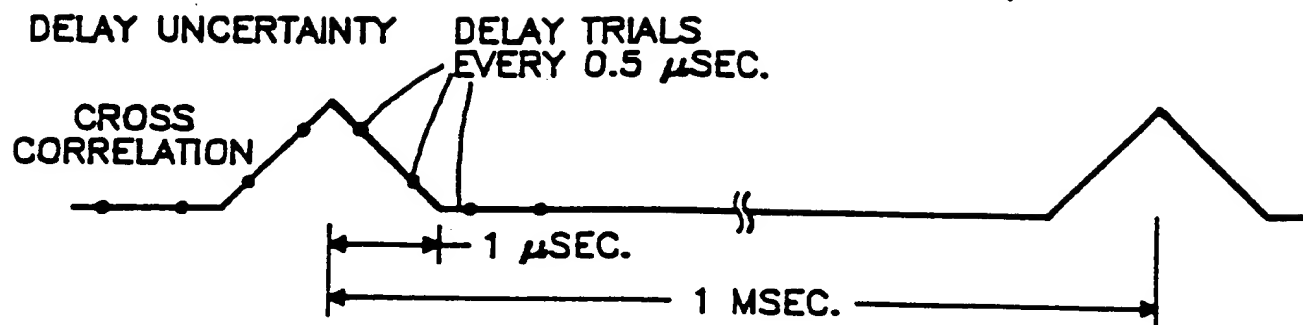 DELAY UNCERTAINTY
DELAY TRIALS
EVERY 0.5 μSEC.
CROSS
CORRELATION
1 μSEC.
1 MSEC.